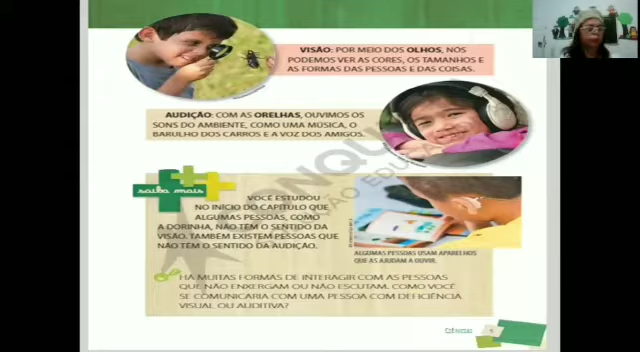 VISÃO: POR MEIO DOS OLHOS, NÓS
PODEMOS VER AS CORES, OS TAMANHOS E
AS FORMAS DAS PESSOAS E DAS COISAS.
AUDIÇÃO: COM AS ORELHAS, OUVIMOS OS
SONS DO AMBIENTE, COMO UMA MÚSICA, O
BARULHO DOS CARROS E A VOZ DOS AMIGOS.
saiba mais
VOCÊ ESTUDOU
NO INÍCIO DO CAPÍTULO QUE
ALGUMAS PESSOAS, COMO
A DORINHA, NÃO TÊM O SENTIDO DA
VISÃO. TAMBÉM EXISTEM PESSOAS QUE
NÃO TÊM O SENTIDO DA AUDIÇÃO.
ALGUMAS PESSOAS USAM APARELHOS
QUE AS AJUDAM A OUVIR.
HÁ MUITAS FORMAS DE INTERAGIR COM AS PESSOAS
QUE NÃO ENXERGAM OU NÃO ESCUTAM. COMO VOCÊ
SE COMUNICARIA COM UMA PESSOA COM DEFICIÊNCIA
VISUAL OU AUDITIVA?